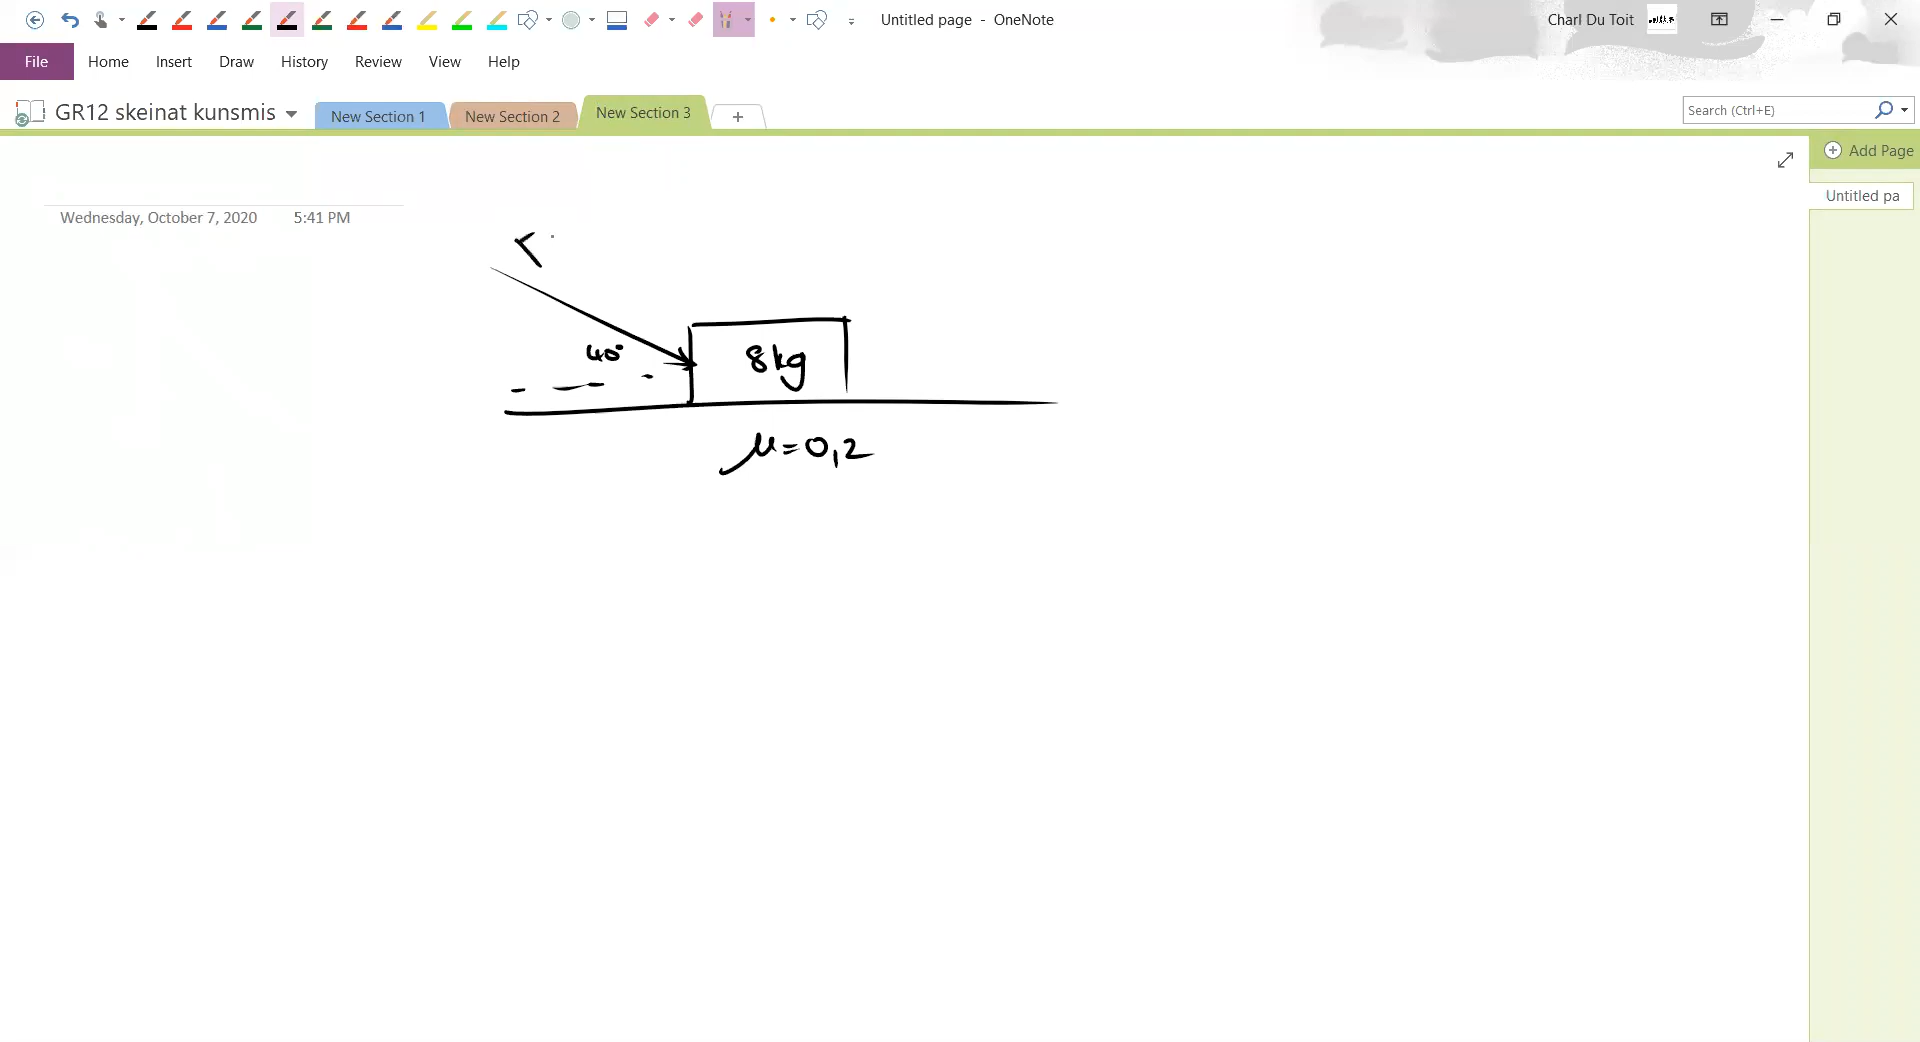 Untitled page - OneNote
Charl Du Toit
File Home Insert Draw History Review View Help
GR12 skeinat kunsmis
New Section 1
New Section 2
New Section 3
+
Search (Ctrl+E)
Add Page
Untitled pa
Wednesday, October 7, 2020 5:41 PM
40°
8kg
μ=0,2